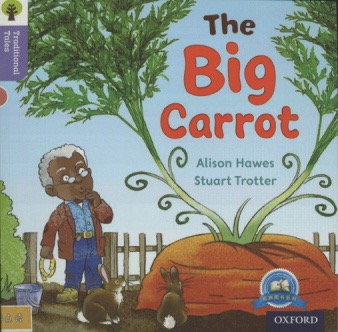 Traditional
Tales
The
Big
Carrot
Alison Hawes
Stuart Trotter
OXFORD